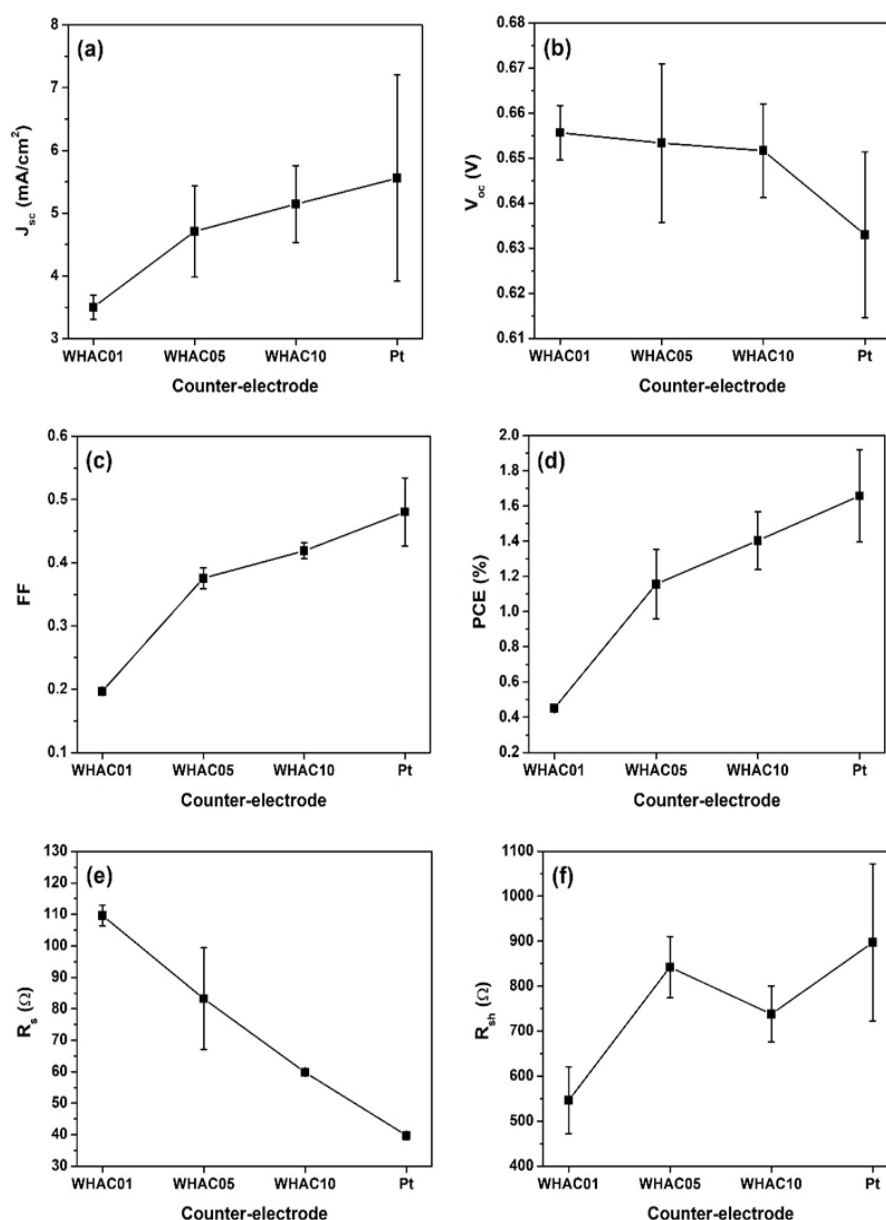 (a)
J_sc (mA/cm²)
8
7
6
5
4
3
WHAC01 WHAC05 WHAC10 Pt
Counter-electrode
(b)
V_oc (V)
0.68
0.67
0.66
0.65
0.64
0.63
0.62
0.61
WHAC01 WHAC05 WHAC10 Pt
Counter-electrode
(c)
FF
0.6
0.5
0.4
0.3
0.2
0.1
WHAC01 WHAC05 WHAC10 Pt
Counter-electrode
(d)
PCE (%)
2.0
1.8
1.6
1.4
1.2
1.0
0.8
0.6
0.4
0.2
WHAC01 WHAC05 WHAC10 Pt
Counter-electrode
(e)
R_s (Ω)
130
120
110
100
90
80
70
60
50
40
30
WHAC01 WHAC05 WHAC10 Pt
Counter-electrode
(f)
R_sh (Ω)
1100
1000
900
800
700
600
500
400
WHAC01 WHAC05 WHAC10 Pt
Counter-electrode